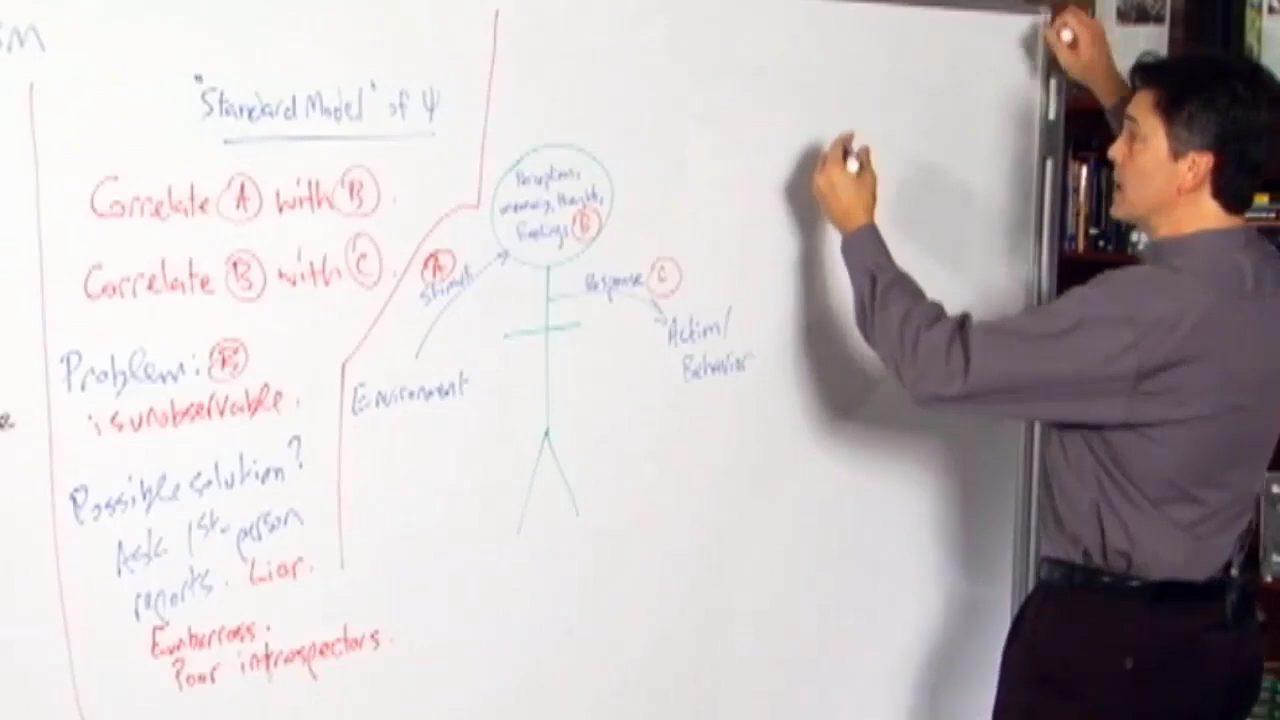 SM
"Standard Model" of Ψ
Correlate A with B.
Correlate B with C.
Problem: B
is unobservable.
Possible solution?
Ask 1st-person
reports. Liar.
Embarrass.
Poor introspectors.
Perceptions,
memory, thoughts,
feelings B
A
Stimuli
Environment
Response C
Action/
Behavior
e